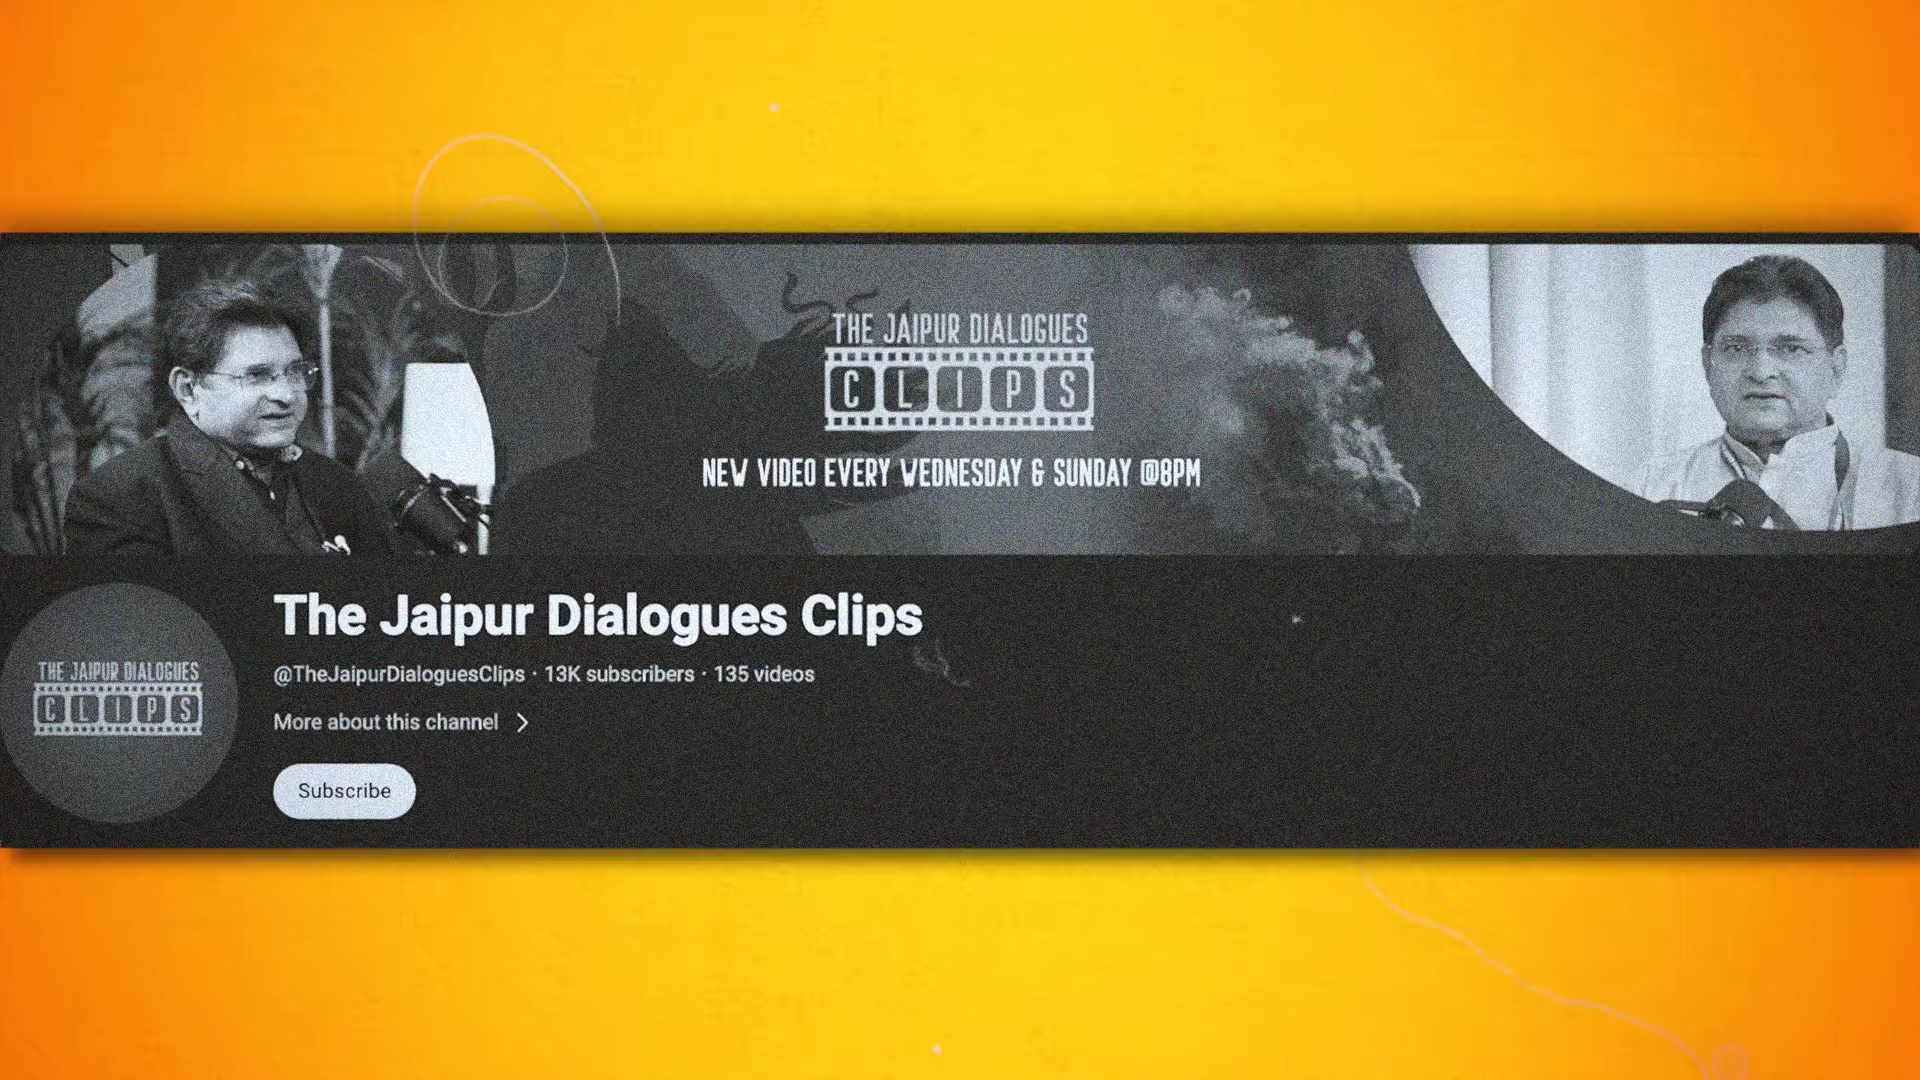 THE JAIPUR DIALOGUES
CLIPS
NEW VIDEO EVERY WEDNESDAY & SUNDAY @8PM
The Jaipur Dialogues Clips
@TheJaipurDialoguesClips · 13K subscribers · 135 videos
More about this channel
Subscribe
THE JAIPUR DIALOGUES
CLIPS